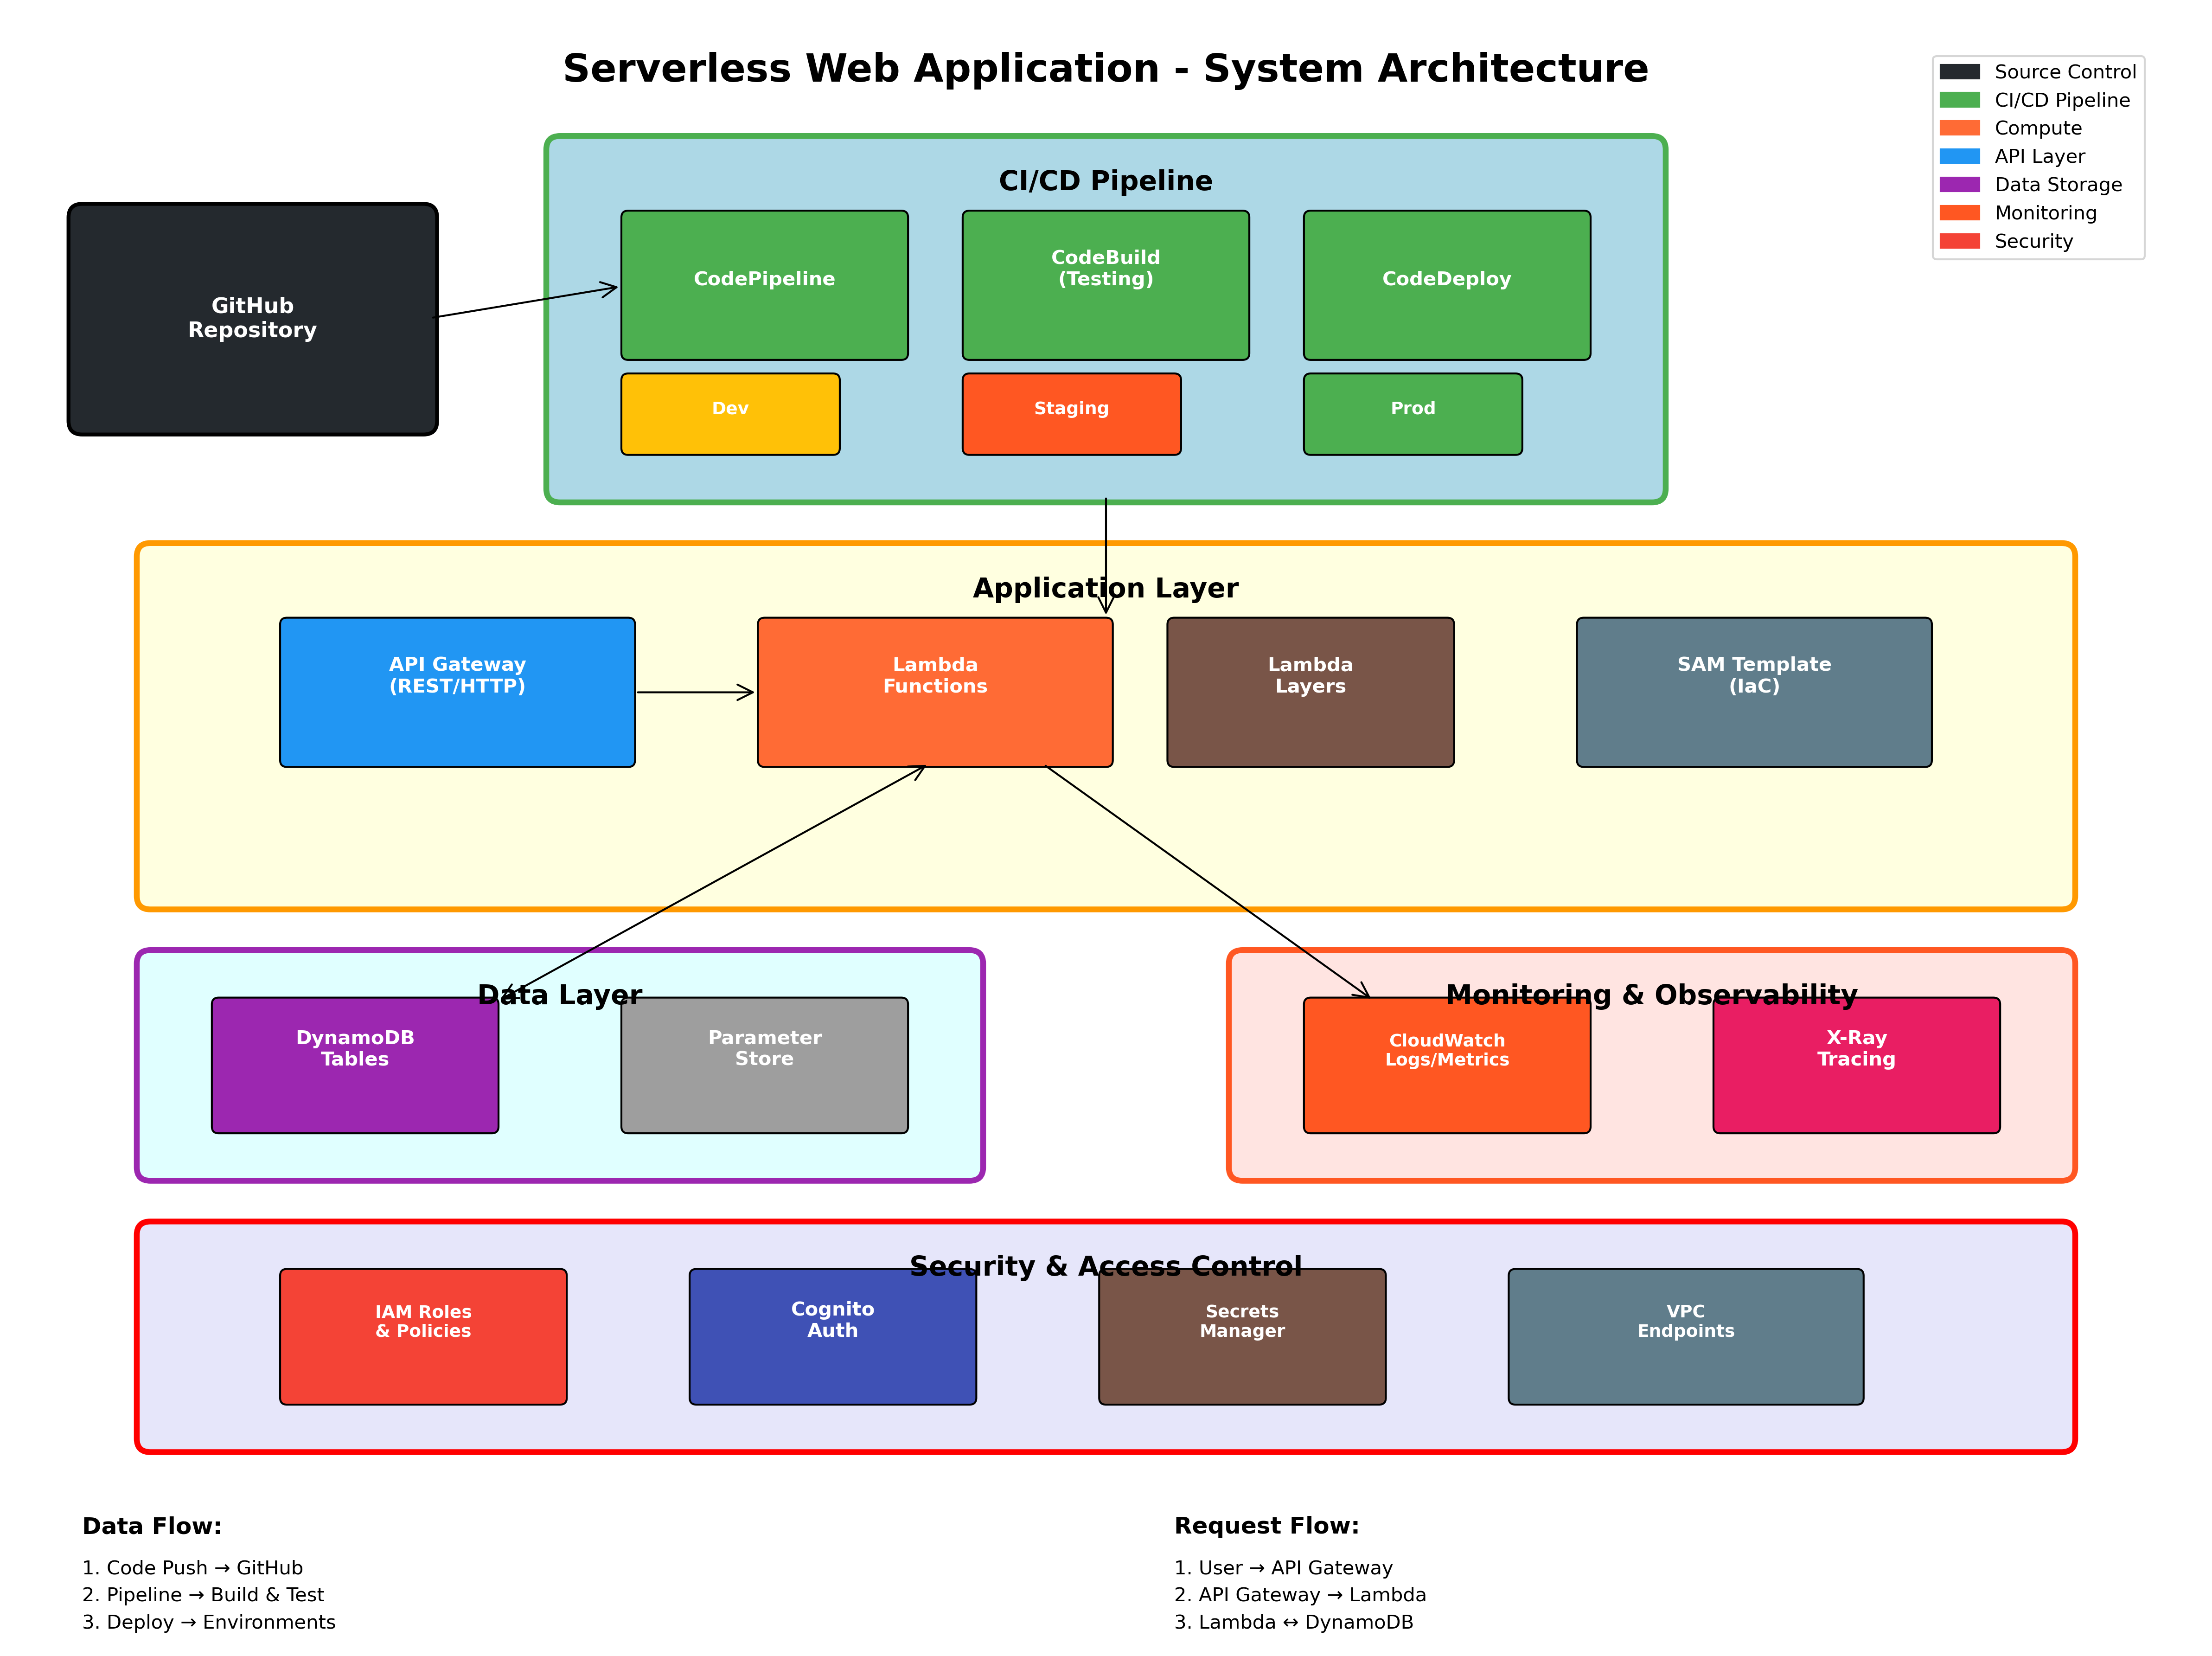 Serverless Web Application - System Architecture
Source Control
CI/CD Pipeline
Compute
API Layer
Data Storage
Monitoring
Security
CI/CD Pipeline
GitHub
Repository
CodePipeline
CodeBuild
(Testing)
CodeDeploy
Dev
Staging
Prod
Application Layer
API Gateway
(REST/HTTP)
Lambda
Functions
Lambda
Layers
SAM Template
(IaC)
Data Layer
DynamoDB
Tables
Parameter
Store
Monitoring & Observability
CloudWatch
Logs/Metrics
X-Ray
Tracing
Security & Access Control
IAM Roles
& Policies
Cognito
Auth
Secrets
Manager
VPC
Endpoints
Data Flow:
1. Code Push → GitHub
2. Pipeline → Build & Test
3. Deploy → Environments
Request Flow:
1. User → API Gateway
2. API Gateway → Lambda
3. Lambda ↔ DynamoDB